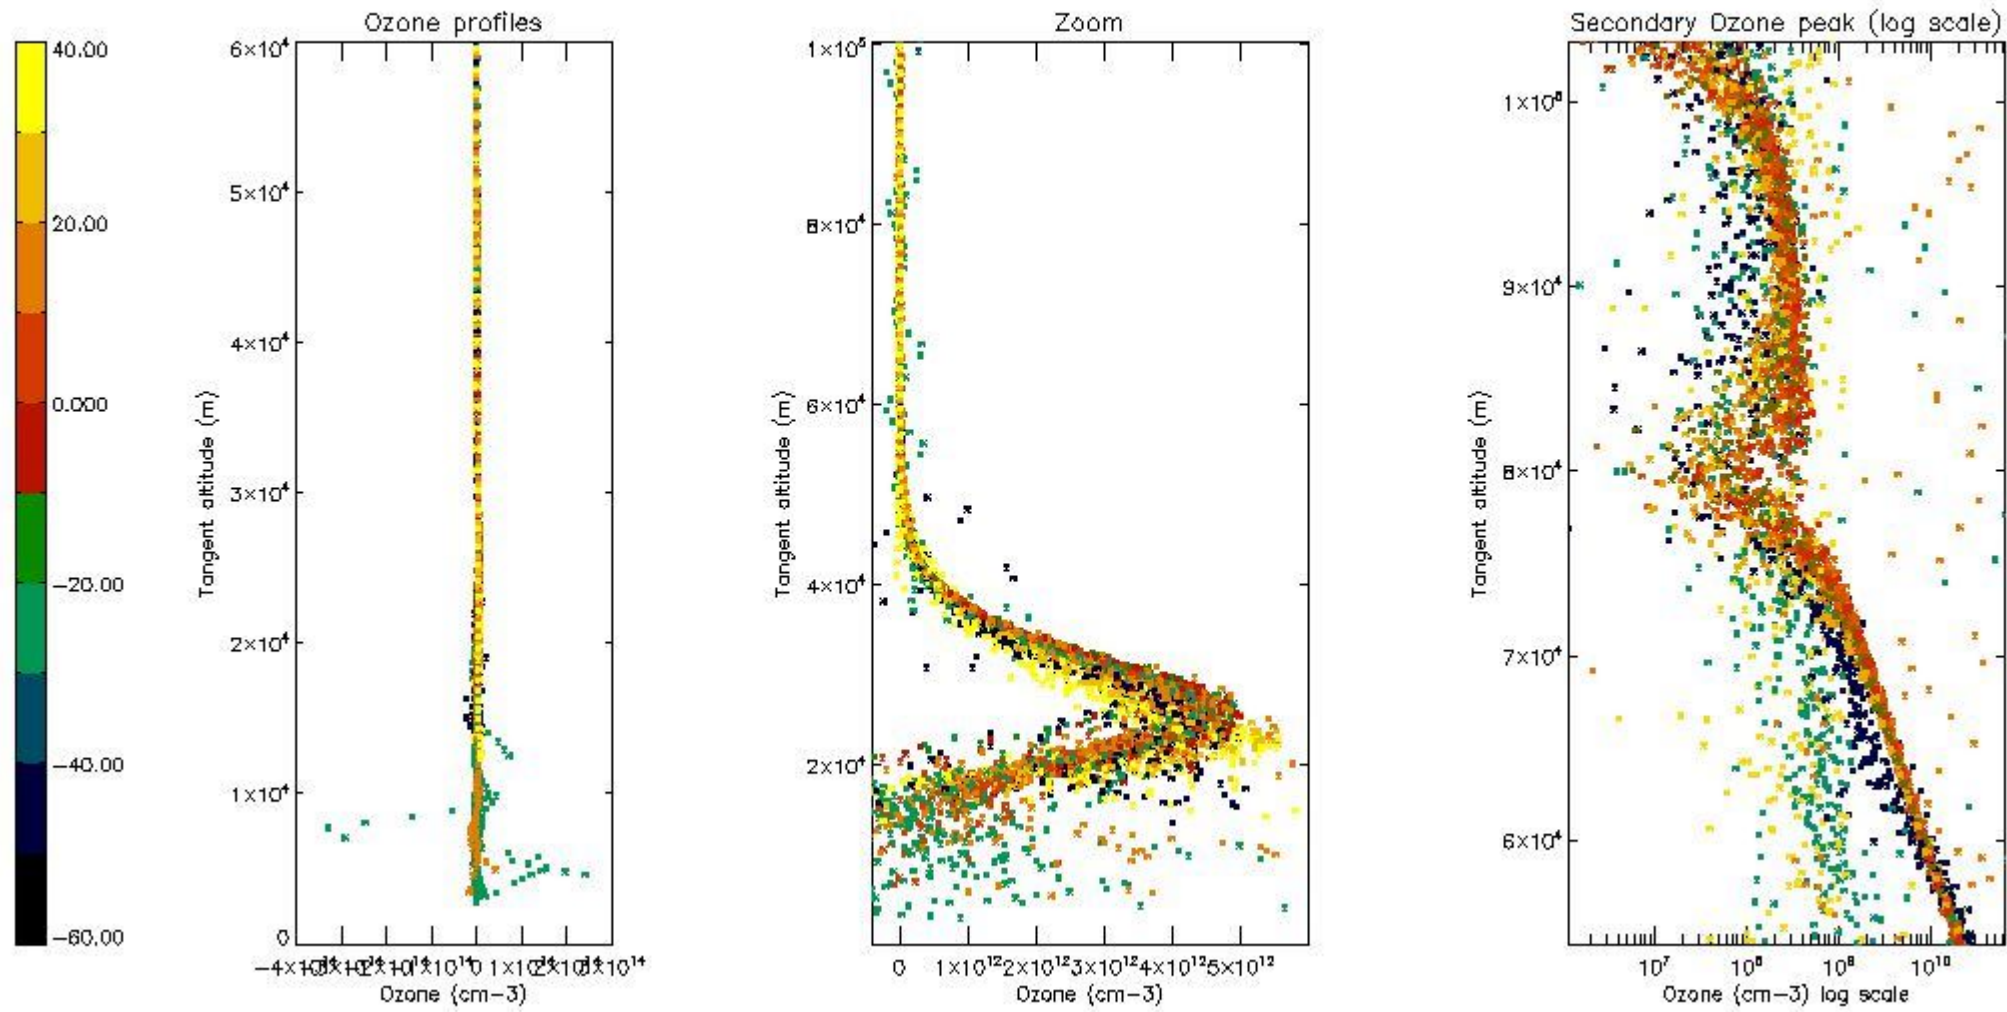 Ozone profiles
Zoom
Secondary Ozone peak (log scale)
40.00
20.00
0.000
−20.00
−40.00
−60.00
6×10⁴
5×10⁴
4×10⁴
3×10⁴
2×10⁴
1×10⁴
0
Tangent altitude (m)
Ozone (cm−3)
1×10⁵
8×10⁴
6×10⁴
4×10⁴
2×10⁴
Tangent altitude (m)
0 1×10¹² 2×10¹² 3×10¹² 4×10¹² 5×10¹²
Ozone (cm−3)
9×10⁴
8×10⁴
7×10⁴
6×10⁴
Tangent altitude (m)
10⁷ 10⁸ 10⁹ 10¹⁰
Ozone (cm−3) log scale